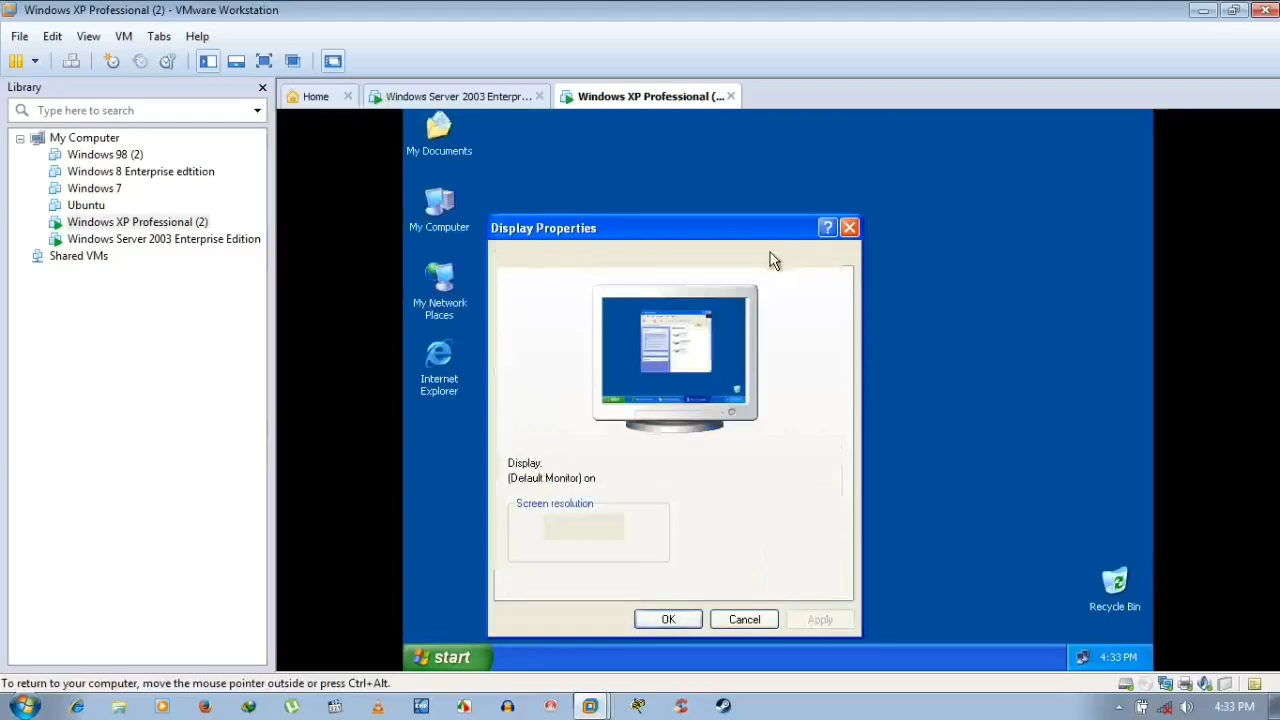 Windows XP Professional (2) - VMware Workstation
File Edit View VM Tabs Help
Library
Type here to search
My Computer
Windows 98 (2)
Windows 8 Enterprise edtition
Windows 7
Ubuntu
Windows XP Professional (2)
Windows Server 2003 Enterprise Edition
Shared VMs
Home
Windows Server 2003 Enterpr...
Windows XP Professional (...
My Documents
My Computer
My Network
Places
Internet
Explorer
Display Properties
Display:
(Default Monitor) on
Screen resolution
OK Cancel Apply
Recycle Bin
start
4:33 PM
To return to your computer, move the mouse pointer outside or press Ctrl+Alt.
4:33 PM